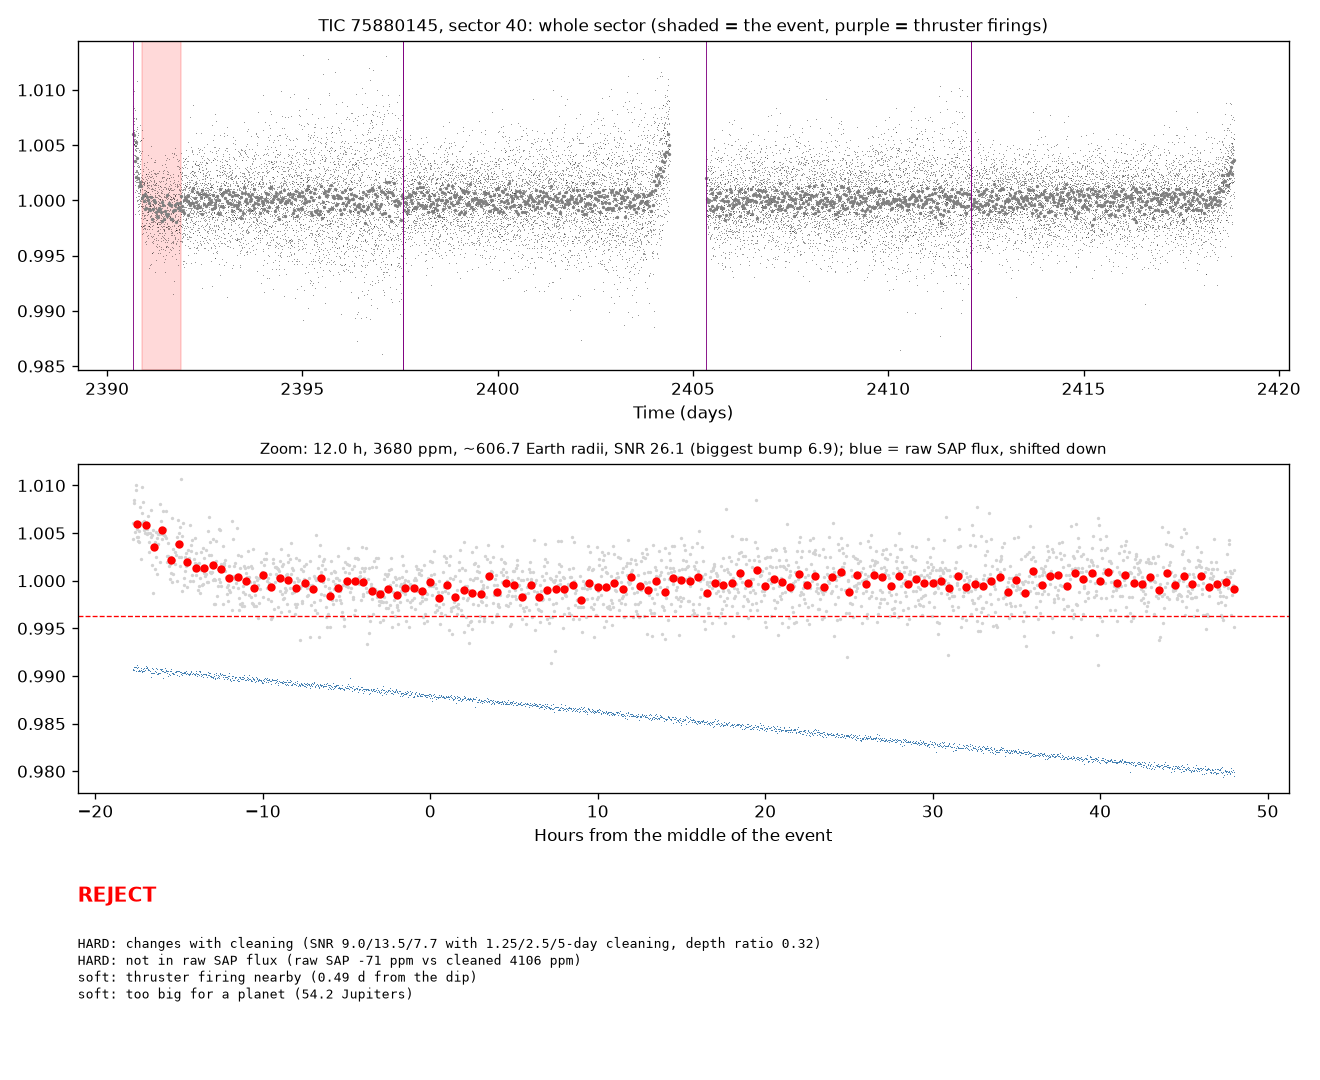 TIC 75880145, sector 40: whole sector (shaded = the event, purple = thruster firings)
1.010
1.005
1.000
0.995
0.990
0.985
2390 2395 2400 2405 2410 2415 2420
Time (days)
Zoom: 12.0 h, 3680 ppm, ~606.7 Earth radii, SNR 26.1 (biggest bump 6.9); blue = raw SAP flux, shifted down
1.010
1.005
1.000
0.995
0.990
0.985
0.980
−20 −10 0 10 20 30 40 50
Hours from the middle of the event
REJECT
HARD: changes with cleaning (SNR 9.0/13.5/7.7 with 1.25/2.5/5-day cleaning, depth ratio 0.32)
HARD: not in raw SAP flux (raw SAP -71 ppm vs cleaned 4106 ppm)
soft: thruster firing nearby (0.49 d from the dip)
soft: too big for a planet (54.2 Jupiters)